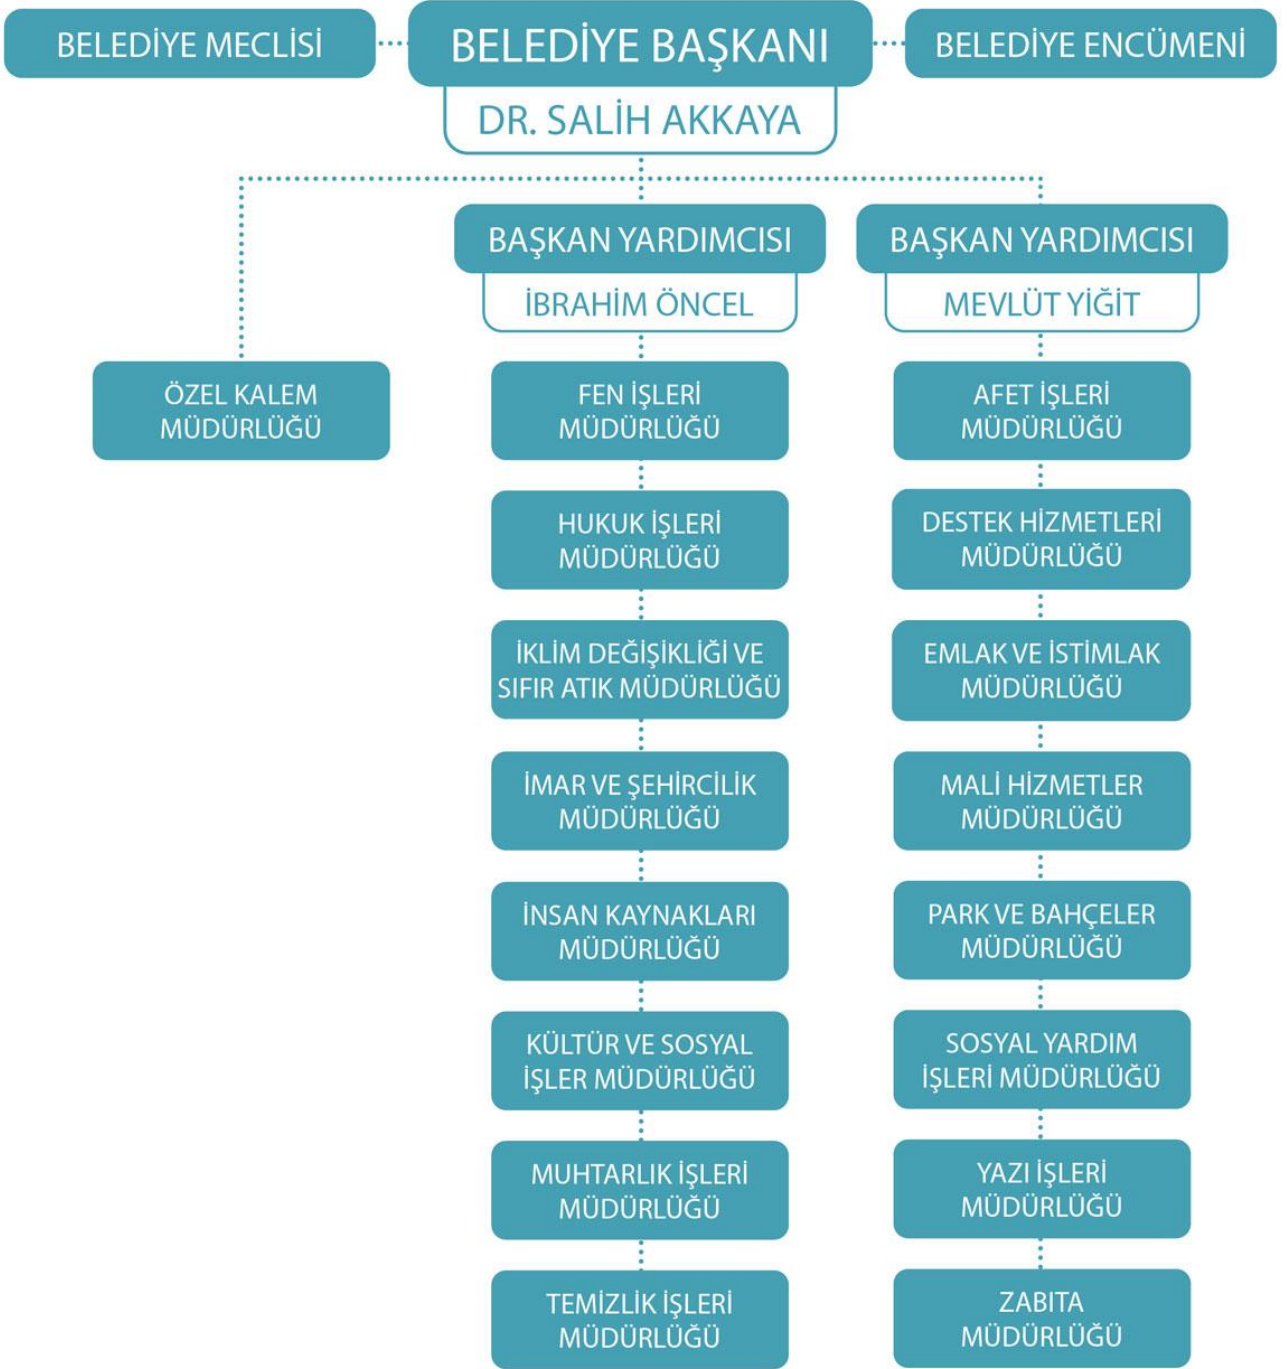 BELEDİYE MECLİSİ
BELEDİYE BAŞKANI
BELEDİYE ENCÜMENİ
DR. SALİH AKKAYA
BAŞKAN YARDIMCISI
İBRAHİM ÖNCEL
BAŞKAN YARDIMCISI
MEVLÜT YİĞİT
ÖZEL KALEM
MÜDÜRLÜĞÜ
FEN İŞLERİ
MÜDÜRLÜĞÜ
HUKUK İŞLERİ
MÜDÜRLÜĞÜ
İKLİM DEĞİŞİKLİĞİ VE
SIFIR ATIK MÜDÜRLÜĞÜ
İMAR VE ŞEHİRCİLİK
MÜDÜRLÜĞÜ
İNSAN KAYNAKLARI
MÜDÜRLÜĞÜ
KÜLTÜR VE SOSYAL
İŞLER MÜDÜRLÜĞÜ
MUHTARLIK İŞLERİ
MÜDÜRLÜĞÜ
TEMİZLİK İŞLERİ
MÜDÜRLÜĞÜ
AFET İŞLERİ
MÜDÜRLÜĞÜ
DESTEK HİZMETLERİ
MÜDÜRLÜĞÜ
EMLAK VE İSTİMLAK
MÜDÜRLÜĞÜ
MALİ HİZMETLER
MÜDÜRLÜĞÜ
PARK VE BAHÇELER
MÜDÜRLÜĞÜ
SOSYAL YARDIM
İŞLERİ MÜDÜRLÜĞÜ
YAZI İŞLERİ
MÜDÜRLÜĞÜ
ZABITA
MÜDÜRLÜĞÜ